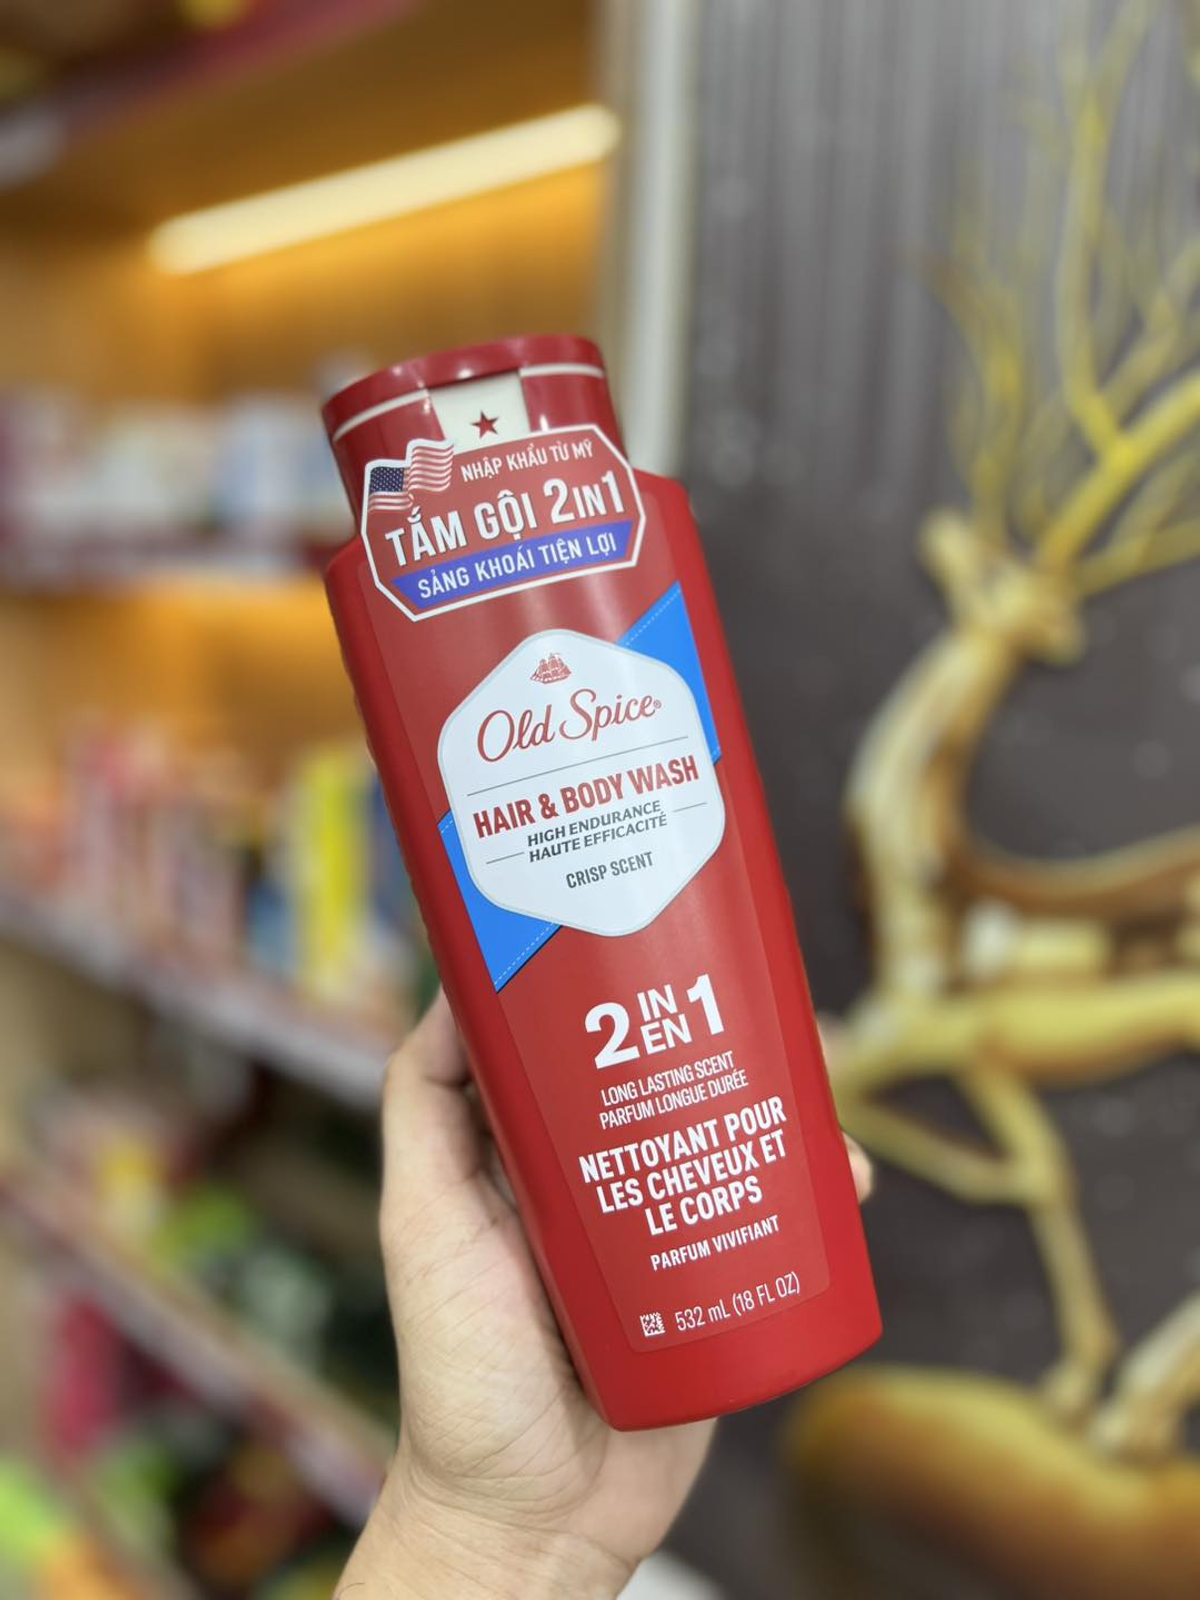 NHẬP KHẨU TỪ MỸ
TẮM GỘI 2IN1
SẢNG KHOÁI TIỆN LỢI
Old Spice®
HAIR & BODY WASH
HIGH ENDURANCE
HAUTE EFFICACITÉ
CRISP SCENT
2 IN EN 1
LONG LASTING SCENT
PARFUM LONGUE DURÉE
NETTOYANT POUR
LES CHEVEUX ET
LE CORPS
PARFUM VIVIFIANT
532 mL (18 FL OZ)